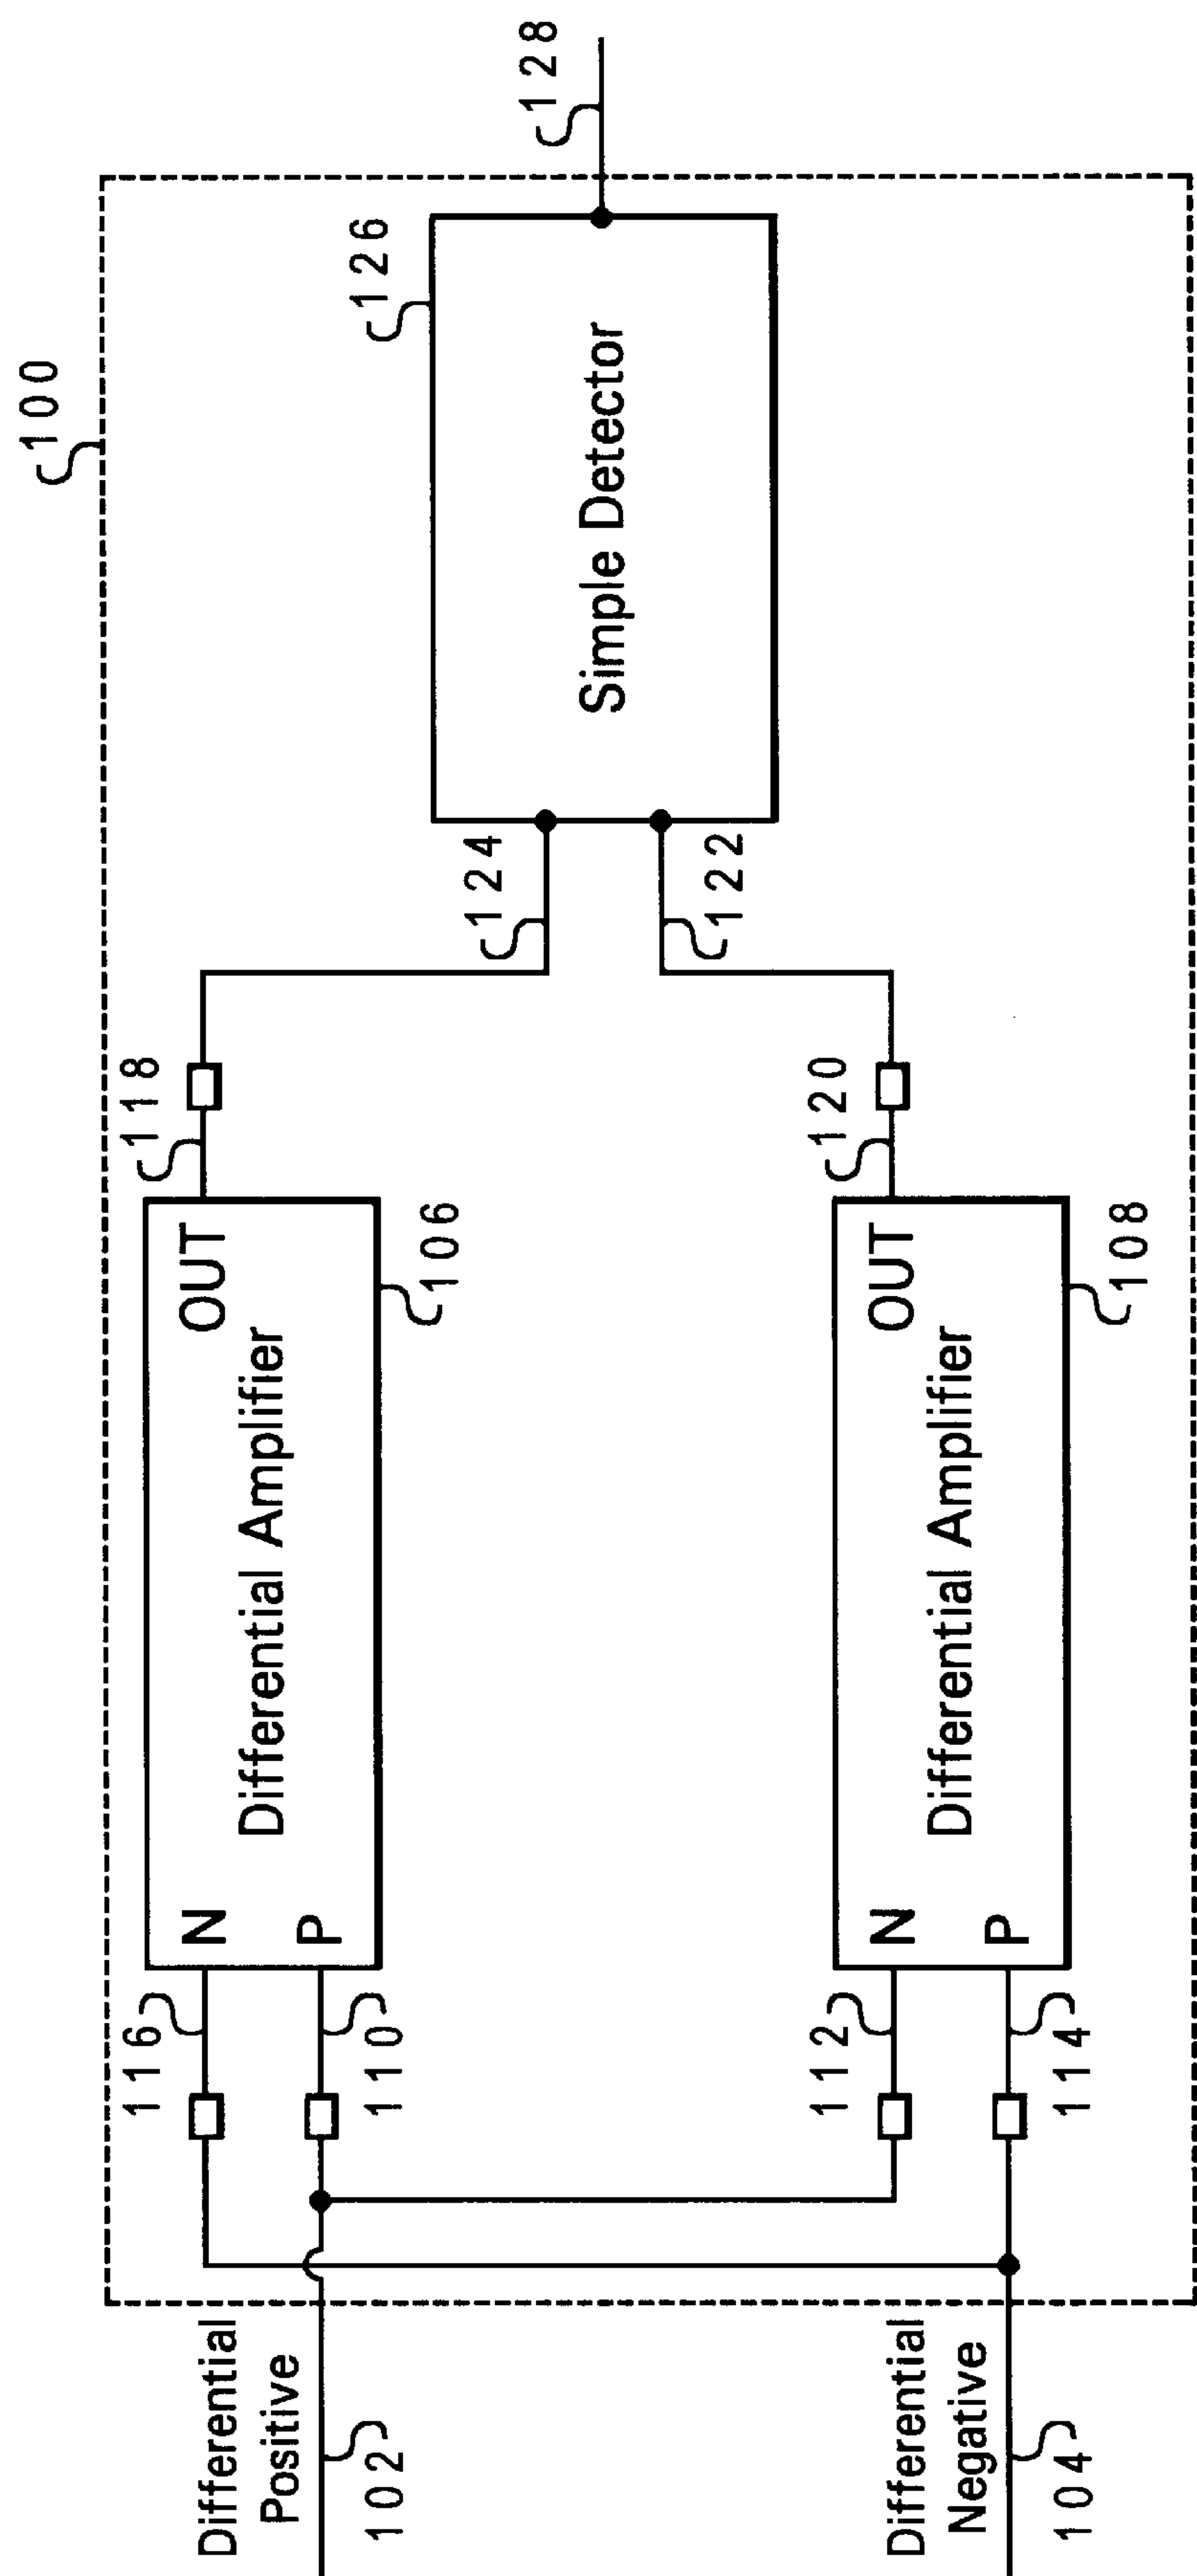 100
Differential
Positive
102
116
110
N
P
Differential Amplifier
OUT
106
118
124
126
Simple Detector
128
122
Differential
Negative
104
112
114
N
P
Differential Amplifier
OUT
108
120